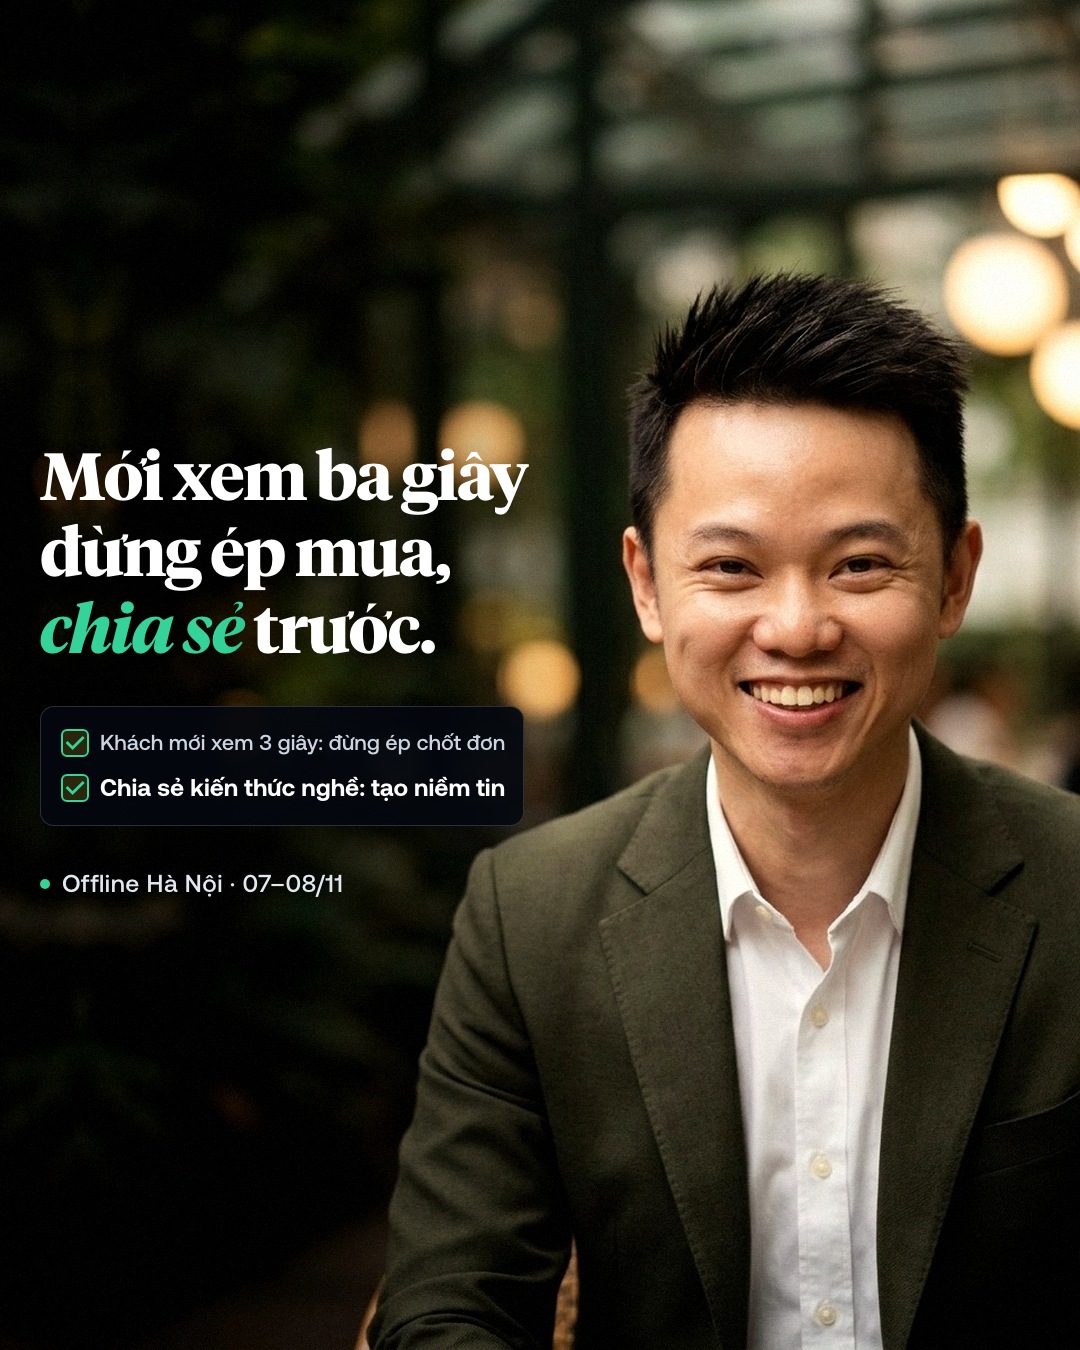 Mới xem ba giây
đừng ép mua,
chia sẻ trước.
Khách mới xem 3 giây: đừng ép chốt đơn
Chia sẻ kiến thức nghề: tạo niềm tin
Offline Hà Nội · 07–08/11